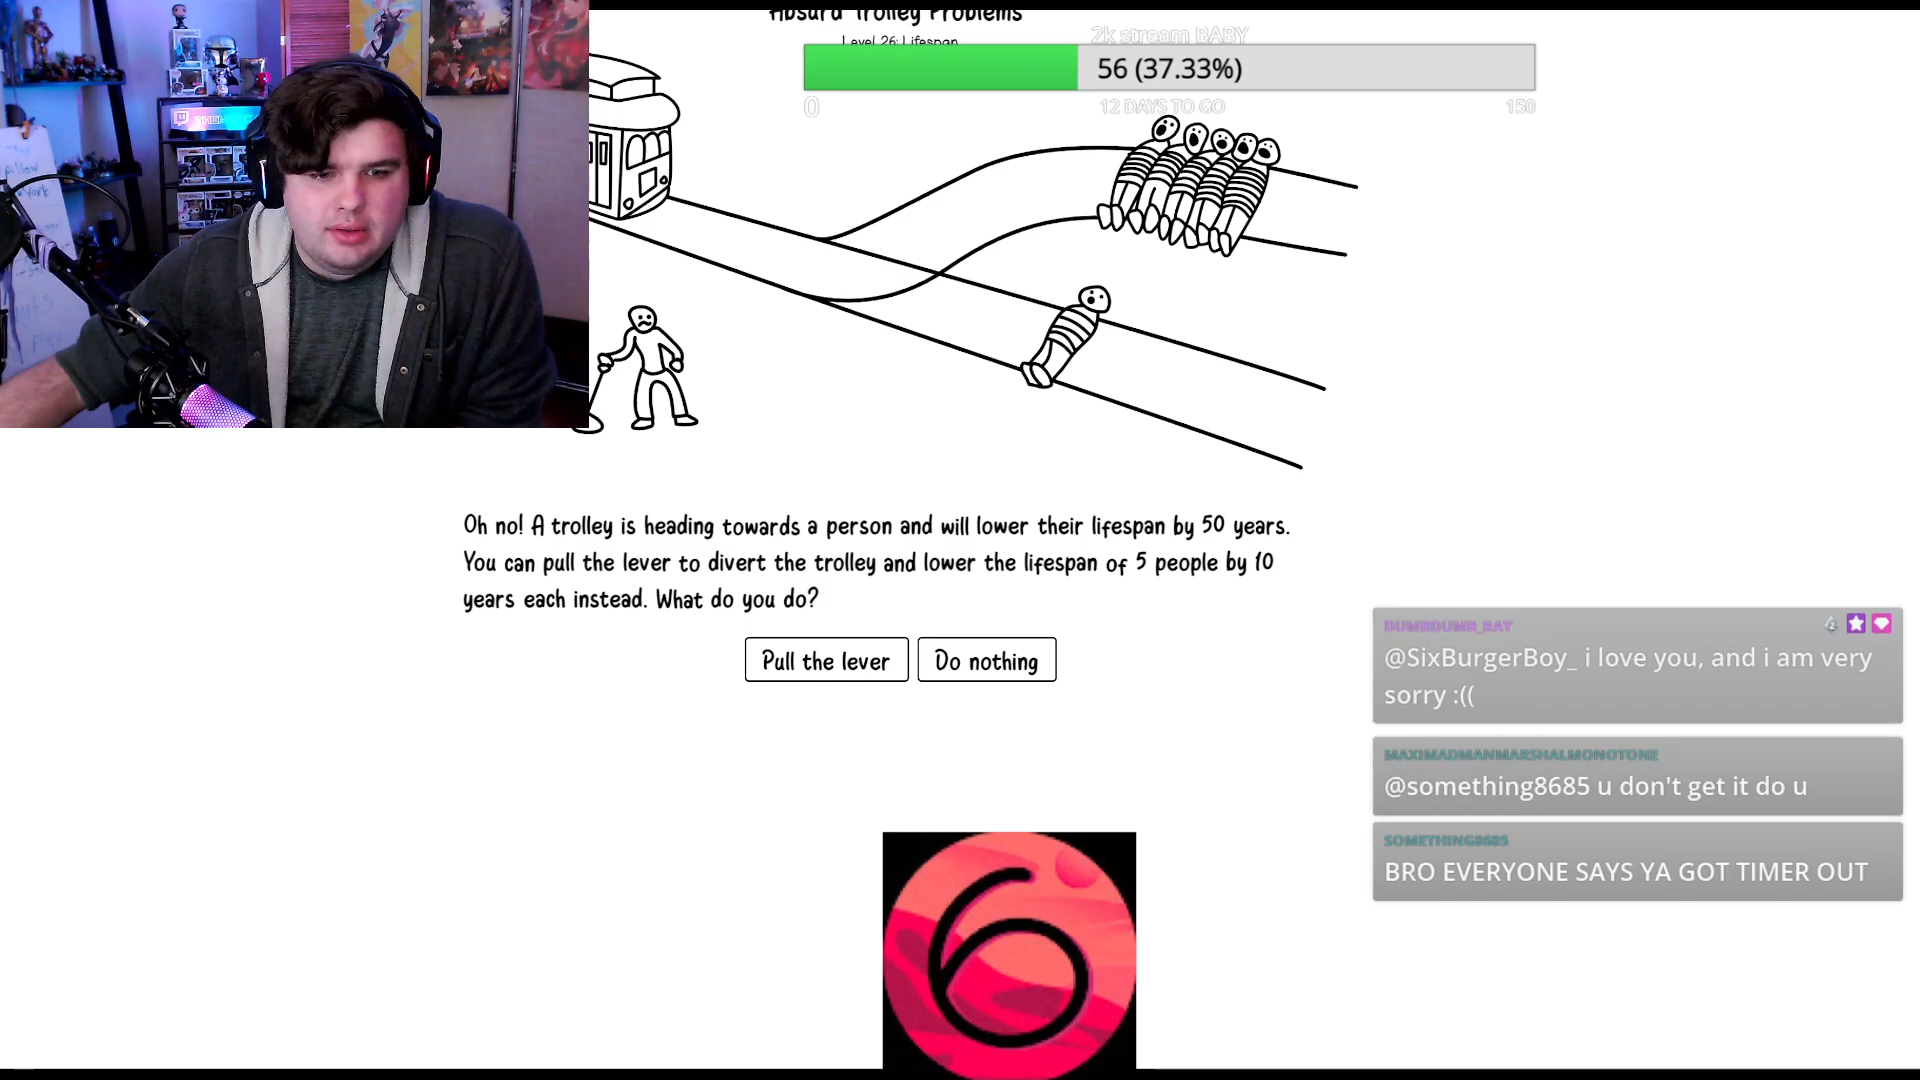 Absurd Trolley Problems
Level 26: Lifespan
2k stream BABY
56 (37.33%)
0
12 DAYS TO GO
150
Oh no! A trolley is heading towards a person and will lower their lifespan by 50 years.
You can pull the lever to divert the trolley and lower the lifespan of 5 people by 10
years each instead. What do you do?
Pull the lever
Do nothing
DUMBDUMB_RAY
@SixBurgerBoy_ i love you, and i am very
sorry :((
MAXIMADMANMARSHALMONOTONE
@something8685 u don't get it do u
SOMETHING8685
BRO EVERYONE SAYS YA GOT TIMER OUT
6